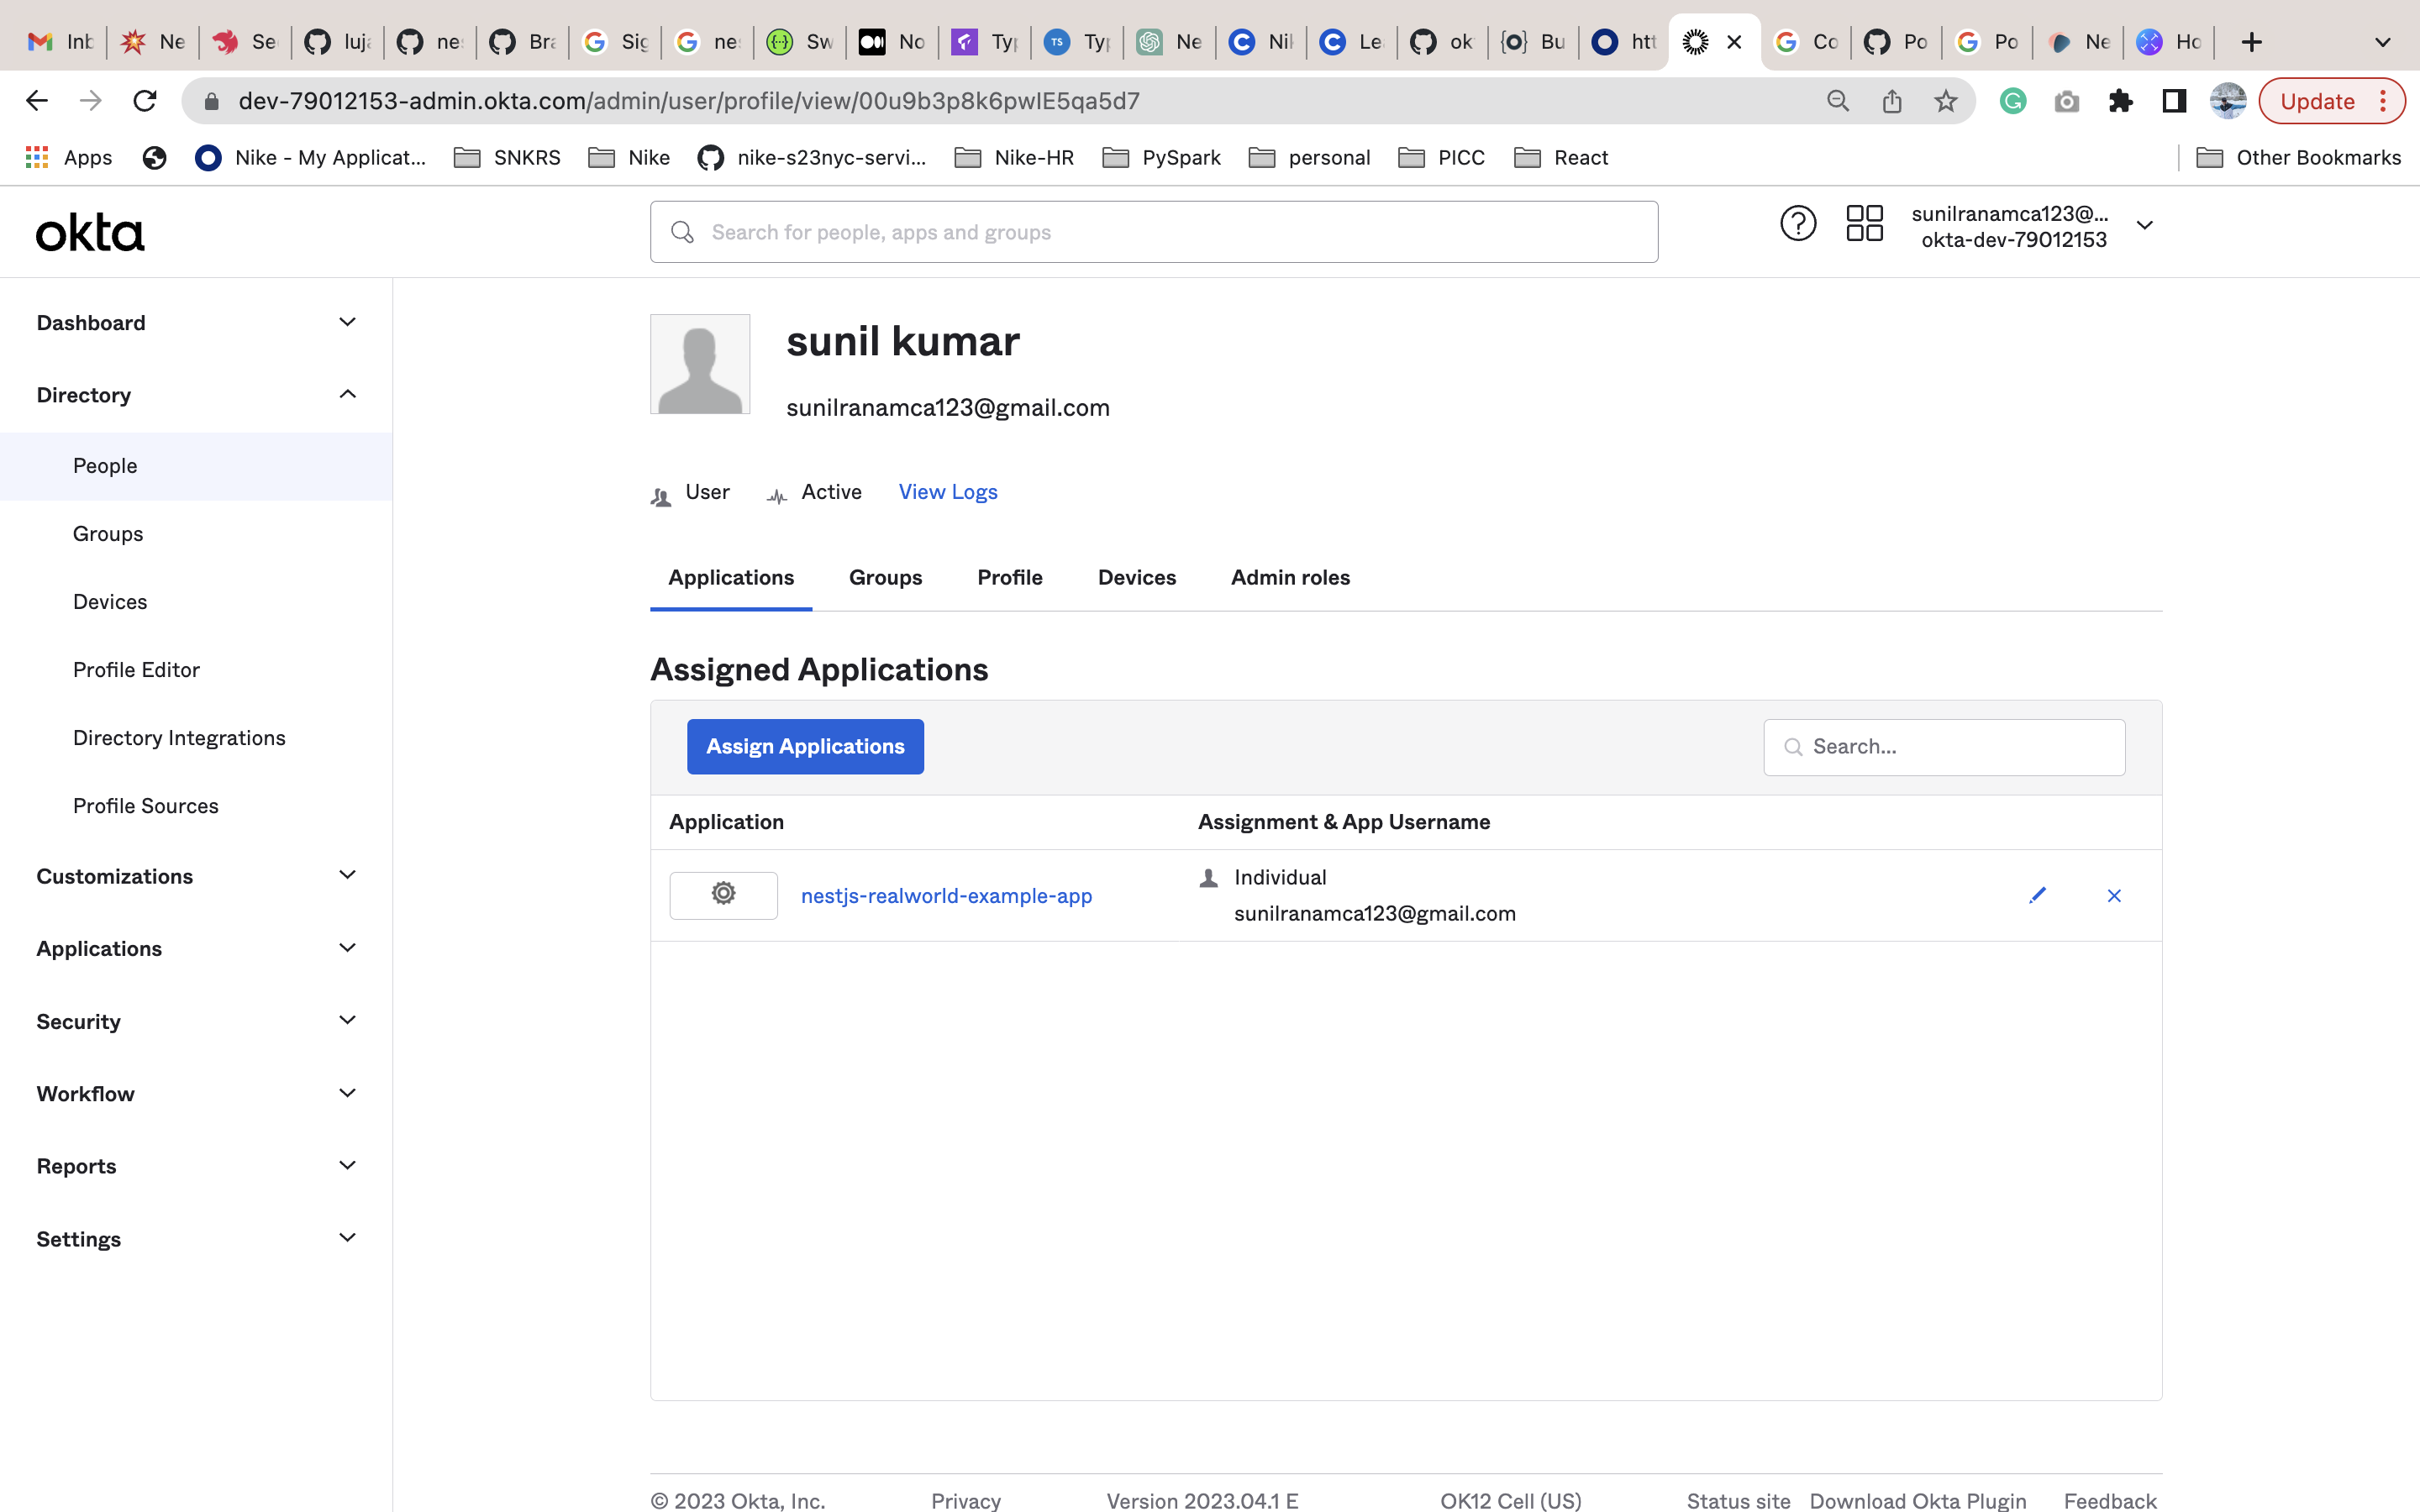 Inb
Ne
Se
luja
nes
Bra
Sig
nes
Sw
No
Typ
TS
Typ
Ne
Nik
Le
ok
Bu
htt
Co
Po
Po
Ne
Ho
dev-79012153-admin.okta.com/admin/user/profile/view/00u9b3p8k6pwIE5qa5d7
Update
Apps
Nike - My Applicat...
SNKRS
Nike
nike-s23nyc-servi...
Nike-HR
PySpark
personal
PICC
React
Other Bookmarks
okta
Search for people, apps and groups
sunilranamca123@...
okta-dev-79012153
Dashboard
Directory
People
Groups
Devices
Profile Editor
Directory Integrations
Profile Sources
Customizations
Applications
Security
Workflow
Reports
Settings
sunil kumar
sunilranamca123@gmail.com
User
Active
View Logs
Applications
Groups
Profile
Devices
Admin roles
Assigned Applications
Assign Applications
Search...
Application
Assignment & App Username
nestjs-realworld-example-app
Individual
sunilranamca123@gmail.com
© 2023 Okta, Inc.
Privacy
Version 2023.04.1 E
OK12 Cell (US)
Status site
Download Okta Plugin
Feedback